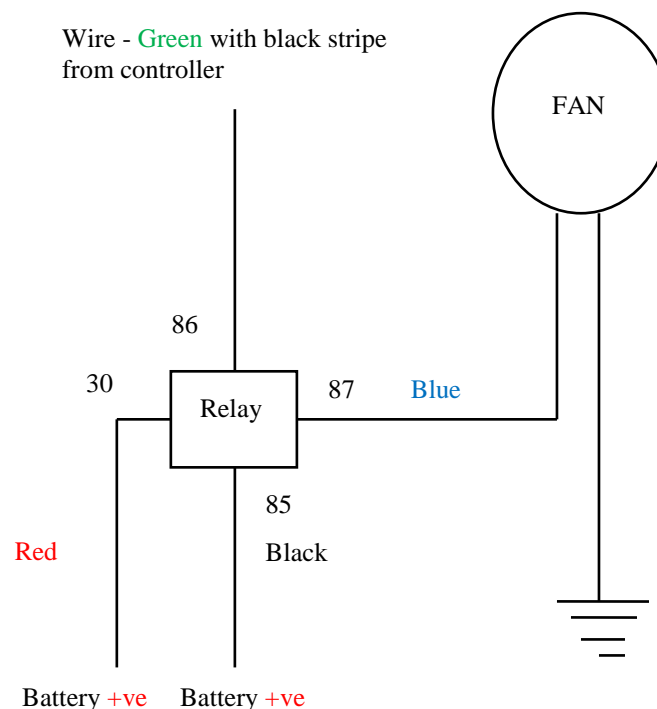 Wire - Green with black stripe
from controller
FAN
86
30
87
Blue
Relay
85
Red
Black
Battery +ve
Battery +ve